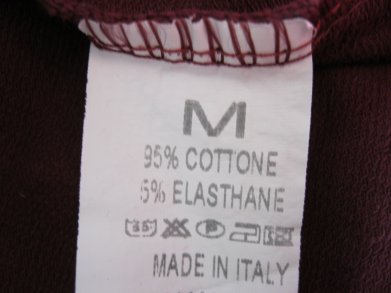 M
95% COTTONE
5% ELASTHANE
MADE IN ITALY